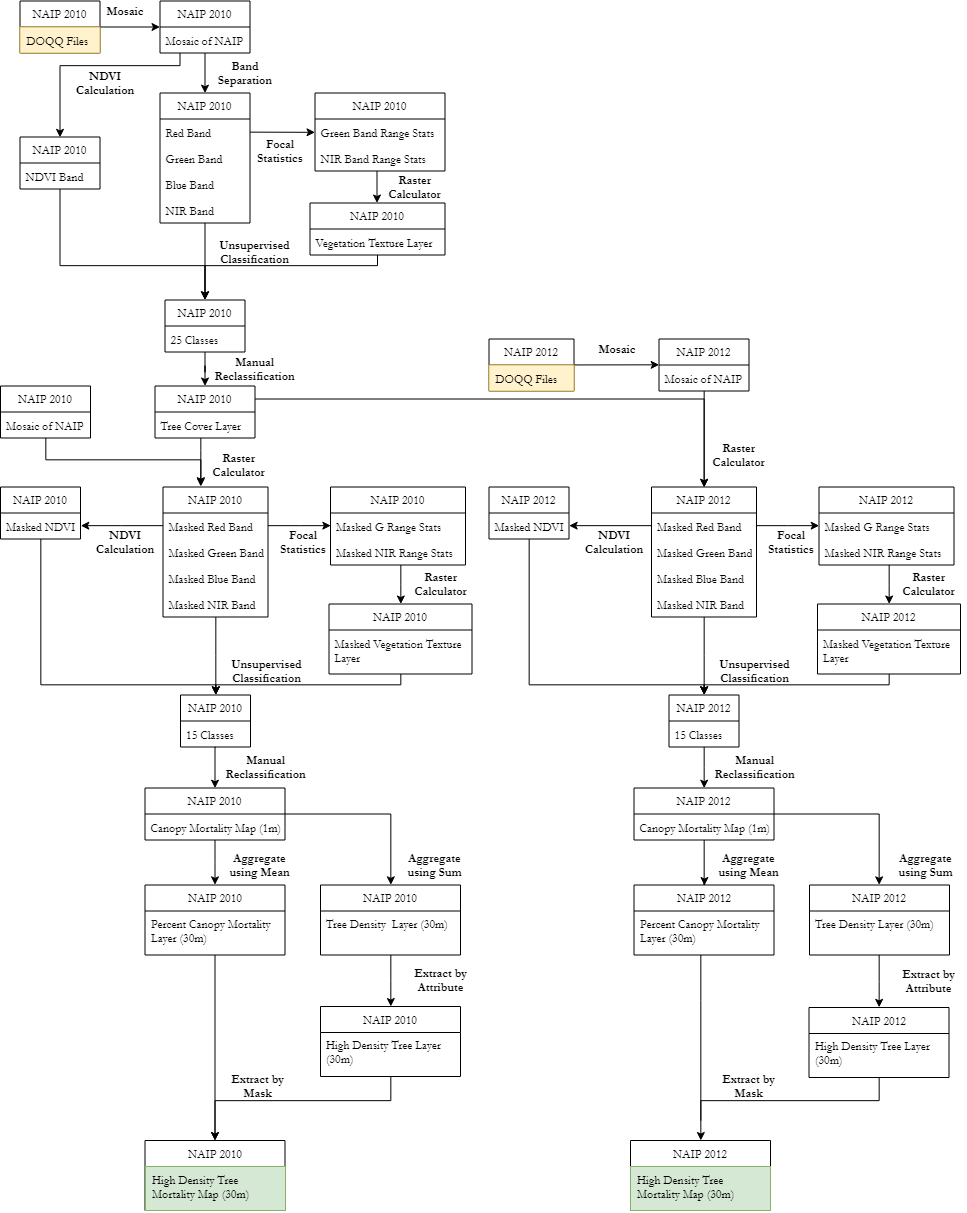 NAIP 2010
DOQQ Files
Mosaic
NAIP 2010
Mosaic of NAIP
NDVI
Calculation
Band
Separation
NAIP 2010
NDVI Band
NAIP 2010
Red Band
Green Band
Blue Band
NIR Band
Focal
Statistics
NAIP 2010
Green Band Range Stats
NIR Band Range Stats
Raster
Calculator
NAIP 2010
Vegetation Texture Layer
Unsupervised
Classification
NAIP 2010
25 Classes
Manual
Reclassification
NAIP 2010
Mosaic of NAIP
NAIP 2010
Tree Cover Layer
NAIP 2012
DOQQ Files
Mosaic
NAIP 2012
Mosaic of NAIP
Raster
Calculator
Raster
Calculator
NAIP 2010
Masked NDVI
NDVI
Calculation
NAIP 2010
Masked Red Band
Masked Green Band
Masked Blue Band
Masked NIR Band
Focal
Statistics
NAIP 2010
Masked G Range Stats
Masked NIR Range Stats
Raster
Calculator
NAIP 2010
Masked Vegetation Texture
Layer
Unsupervised
Classification
NAIP 2010
15 Classes
Manual
Reclassification
NAIP 2010
Canopy Mortality Map (1m)
Aggregate
using Mean
Aggregate
using Sum
NAIP 2010
Percent Canopy Mortality
Layer (30m)
NAIP 2010
Tree Density  Layer (30m)
Extract by
Attribute
NAIP 2010
High Density Tree Layer
(30m)
Extract by
Mask
NAIP 2010
High Density Tree
Mortality Map (30m)
NAIP 2012
Masked NDVI
NDVI
Calculation
NAIP 2012
Masked Red Band
Masked Green Band
Masked Blue Band
Masked NIR Band
Focal
Statistics
NAIP 2012
Masked G Range Stats
Masked NIR Range Stats
Raster
Calculator
NAIP 2012
Masked Vegetation Texture
Layer
Unsupervised
Classification
NAIP 2012
15 Classes
Manual
Reclassification
NAIP 2012
Canopy Mortality Map (1m)
Aggregate
using Mean
Aggregate
using Sum
NAIP 2012
Percent Canopy Mortality
Layer (30m)
NAIP 2012
Tree Density Layer (30m)
Extract by
Attribute
NAIP 2012
High Density Tree Layer
(30m)
Extract by
Mask
NAIP 2012
High Density Tree
Mortality Map (30m)